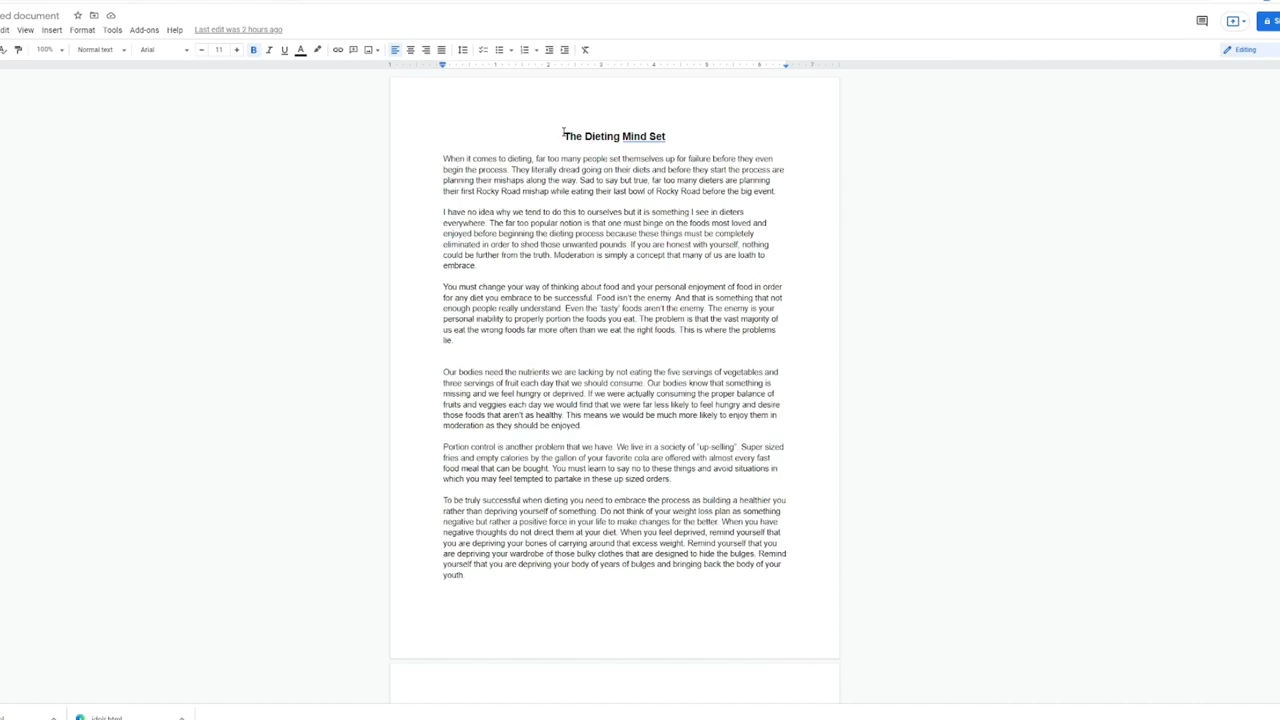 ed document
dit View Insert Format Tools Add-ons Help Last edit was 2 hours ago
100% Normal text Arial 11 B I U A Editing
1 1 2 3 4 5 6 7
The Dieting Mind Set
When it comes to dieting, far too many people set themselves up for failure before they even
begin the process. They literally dread going on their diets and before they start the process are
planning their mishaps along the way. Sad to say but true, far too many dieters are planning
their first Rocky Road mishap while eating their last bowl of Rocky Road before the big event.
I have no idea why we tend to do this to ourselves but it is something I see in dieters
everywhere. The far too popular notion is that one must binge on the foods most loved and
enjoyed before beginning the dieting process because these things must be completely
eliminated in order to shed those unwanted pounds. If you are honest with yourself, nothing
could be further from the truth. Moderation is simply a concept that many of us are loath to
embrace.
You must change your way of thinking about food and your personal enjoyment of food in order
for any diet you embrace to be successful. Food isn't the enemy. And that is something that not
enough people really understand. Even the 'tasty' foods aren't the enemy. The enemy is your
personal inability to properly portion the foods you eat. The problem is that the vast majority of
us eat the wrong foods far more often than we eat the right foods. This is where the problems
lie.
Our bodies need the nutrients we are lacking by not eating the five servings of vegetables and
three servings of fruit each day that we should consume. Our bodies know that something is
missing and we feel hungry or deprived. If we were actually consuming the proper balance of
fruits and veggies each day we would find that we were far less likely to feel hungry and desire
those foods that aren't as healthy. This means we would be much more likely to enjoy them in
moderation as they should be enjoyed.
Portion control is another problem that we have. We live in a society of "up-selling". Super sized
fries and empty calories by the gallon of your favorite cola are offered with almost every fast
food meal that can be bought. You must learn to say no to these things and avoid situations in
which you may feel tempted to partake in these up sized orders.
To be truly successful when dieting you need to embrace the process as building a healthier you
rather than depriving yourself of something. Do not think of your weight loss plan as something
negative but rather a positive force in your life to make changes for the better. When you have
negative thoughts do not direct them at your diet. When you feel deprived, remind yourself that
you are depriving your bones of carrying around that excess weight. Remind yourself that you
are depriving your wardrobe of those bulky clothes that are designed to hide the bulges. Remind
yourself that you are depriving your body of years of bulges and bringing back the body of your
youth.